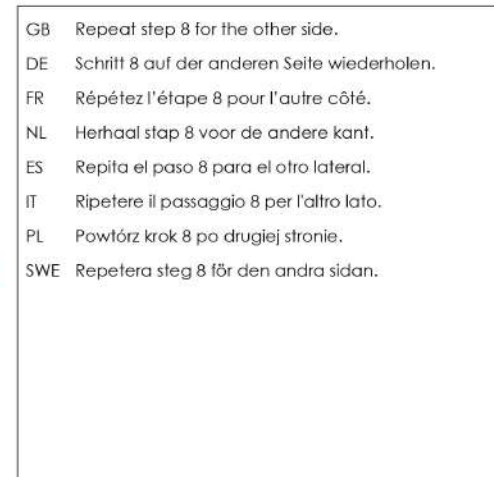 GB Repeat step 8 for the other side.
DE Schritt 8 auf der anderen Seite wiederholen.
FR Répétez l'étape 8 pour l'autre côté.
NL Herhaal stap 8 voor de andere kant.
ES Repita el paso 8 para el otro lateral.
IT Ripetere il passaggio 8 per l'altro lato.
PL Powtórz krok 8 po drugiej stronie.
SWE Repetera steg 8 för den andra sidan.